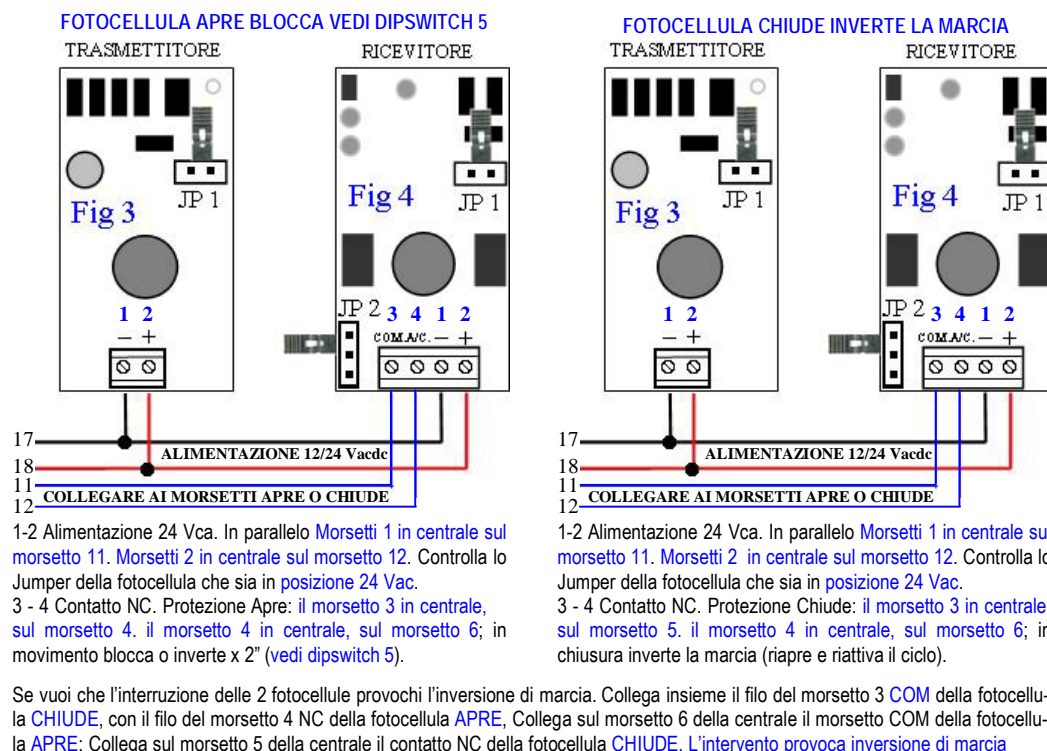 FOTOCELLULA APRE BLOCCA VEDI DIPSWITCH 5
TRASMETTITORE
RICEVITORE
JP 1
Fig 3
1 2
– +
Fig 4
JP 1
JP 2
3 4 1 2
COM.A/C. – +
17
ALIMENTAZIONE 12/24 Vacdc
18
11
COLLEGARE AI MORSETTI APRE O CHIUDE
12
1-2 Alimentazione 24 Vca. In parallelo Morsetti 1 in centrale sul
morsetto 11. Morsetti 2 in centrale sul morsetto 12. Controlla lo
Jumper della fotocellula che sia in posizione 24 Vac.
3 - 4 Contatto NC. Protezione Apre: il morsetto 3 in centrale,
sul morsetto 4. il morsetto 4 in centrale, sul morsetto 6; in
movimento blocca o inverte x 2” (vedi dipswitch 5).
FOTOCELLULA CHIUDE INVERTE LA MARCIA
TRASMETTITORE
RICEVITORE
JP 1
Fig 3
1 2
– +
Fig 4
JP 1
JP 2
3 4 1 2
COM.A/C. – +
17
ALIMENTAZIONE 12/24 Vacdc
18
11
COLLEGARE AI MORSETTI APRE O CHIUDE
12
1-2 Alimentazione 24 Vca. In parallelo Morsetti 1 in centrale su
morsetto 11. Morsetti 2 in centrale sul morsetto 12. Controlla lo
Jumper della fotocellula che sia in posizione 24 Vac.
3 - 4 Contatto NC. Protezione Chiude: il morsetto 3 in centrale
sul morsetto 5. il morsetto 4 in centrale, sul morsetto 6; in
chiusura inverte la marcia (riapre e riattiva il ciclo).
Se vuoi che l’interruzione delle 2 fotocellule provochi l’inversione di marcia. Collega insieme il filo del morsetto 3 COM della fotocellu-
la CHIUDE, con il filo del morsetto 4 NC della fotocellula APRE, Collega sul morsetto 6 della centrale il morsetto COM della fotocellu-
la APRE; Collega sul morsetto 5 della centrale il contatto NC della fotocellula CHIUDE. L’intervento provoca inversione di marcia